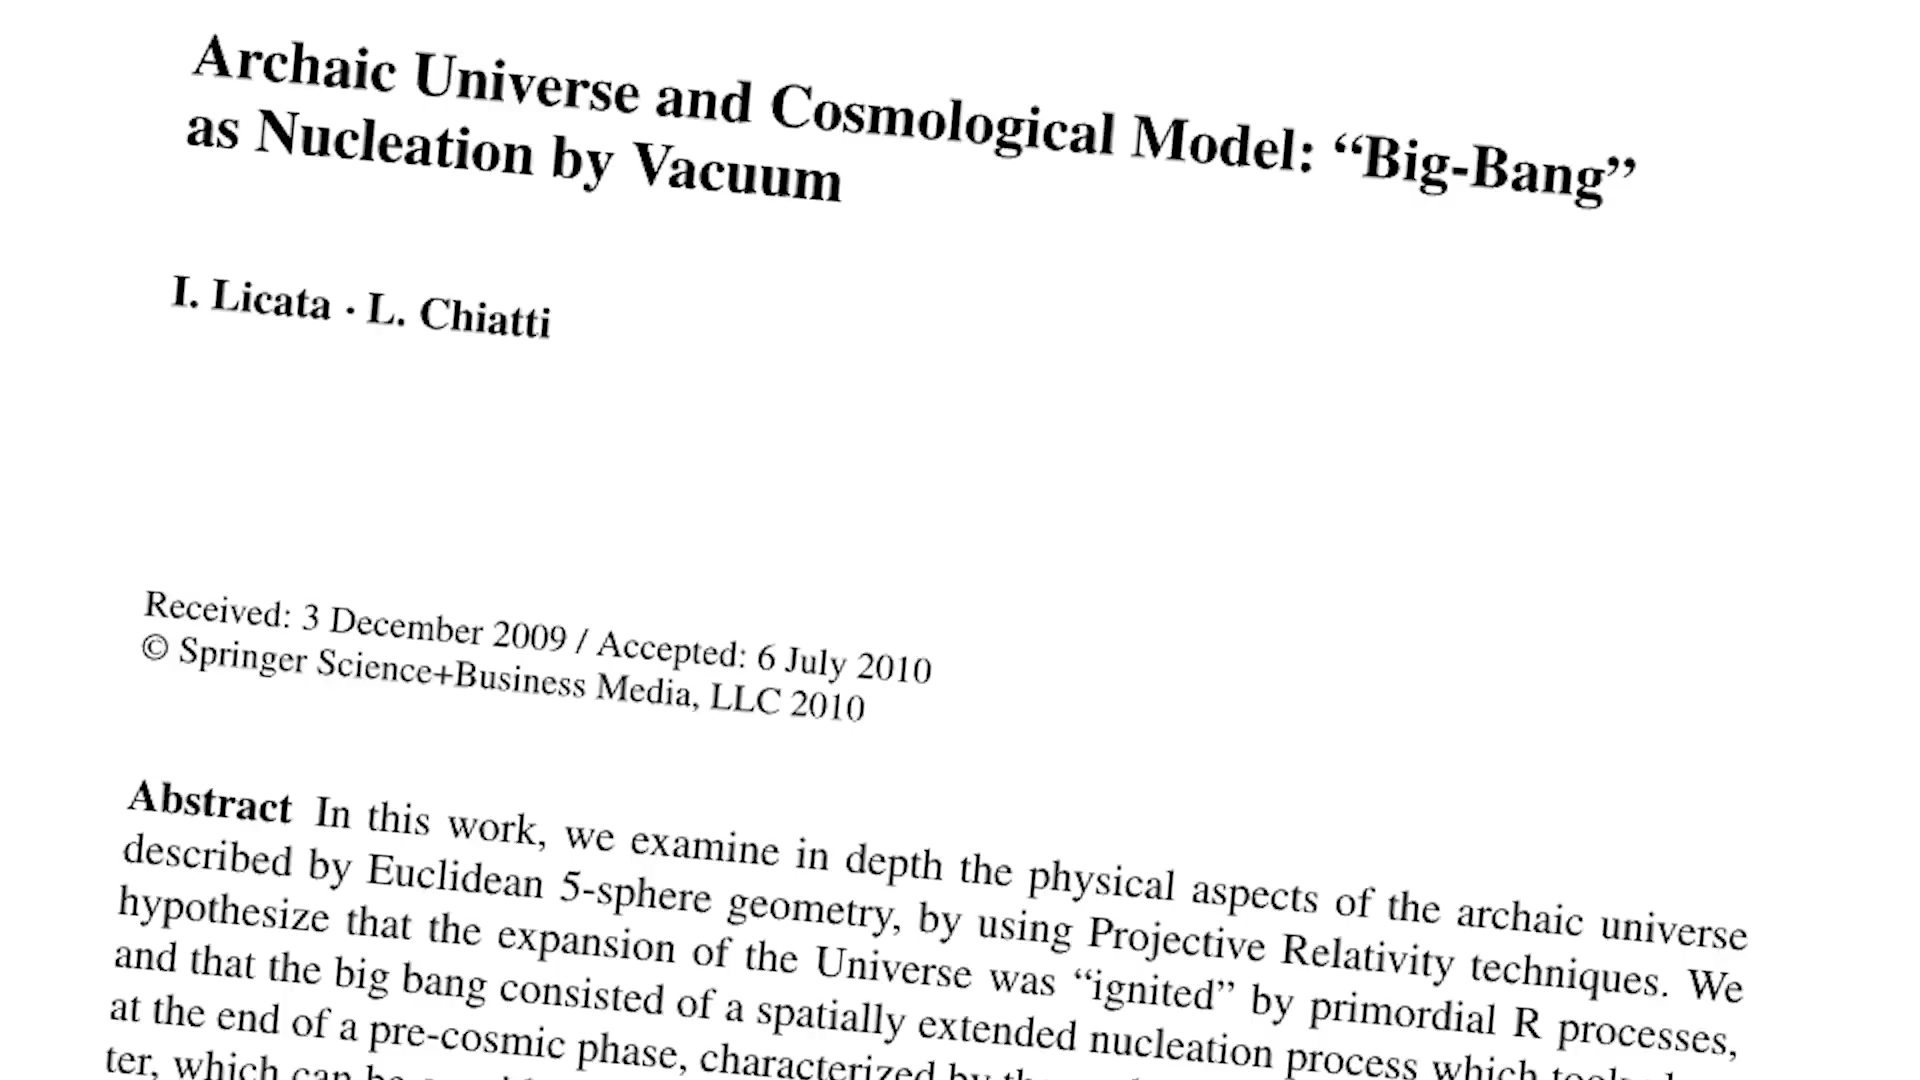 Archaic Universe and Cosmological Model: “Big-Bang”
as Nucleation by Vacuum
I. Licata · L. Chiatti
Received: 3 December 2009 / Accepted: 6 July 2010
© Springer Science+Business Media, LLC 2010
Abstract In this work, we examine in depth the physical aspects of the archaic universe
described by Euclidean 5-sphere geometry, by using Projective Relativity techniques. We
hypothesize that the expansion of the Universe was “ignited” by primordial R processes,
and that the big bang consisted of a spatially extended nucleation process which took
at the end of a pre-cosmic phase, characterized by
ter, which can be